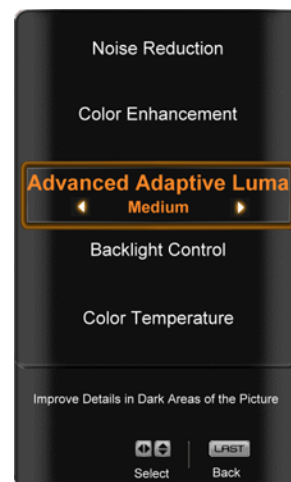 Noise Reduction
Color Enhancement
Advanced Adaptive Luma
Medium
Backlight Control
Color Temperature
Improve Details in Dark Areas of the Picture
LAST
Select Back